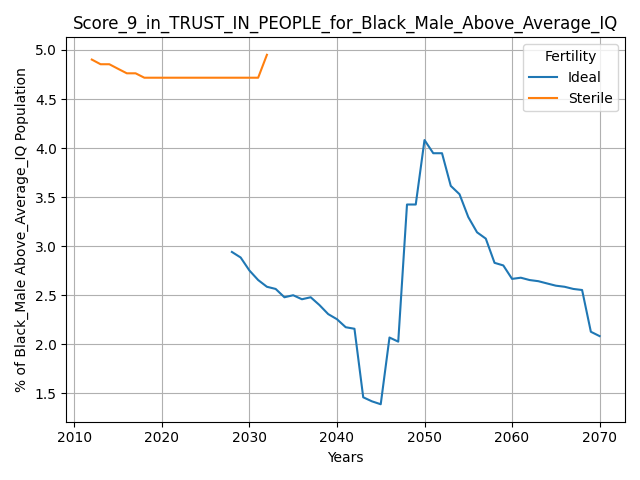 Score_9_in_TRUST_IN_PEOPLE_for_Black_Male_Above_Average_IQ
Fertility
Ideal
Sterile
% of Black_Male Above_Average_IQ Population
5.0
4.5
4.0
3.5
3.0
2.5
2.0
1.5
2010
2020
2030
2040
2050
2060
2070
Years